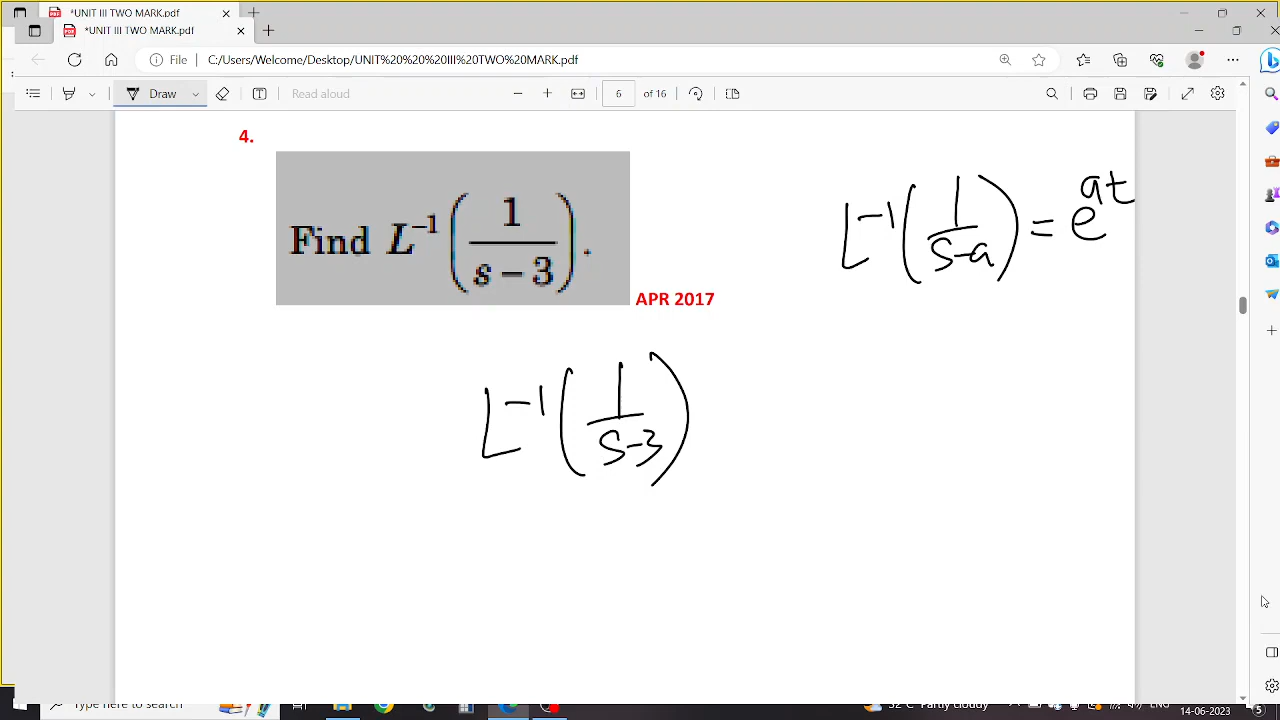 *UNIT III TWO MARK.pdf
*UNIT III TWO MARK.pdf
File C:/Users/Welcome/Desktop/UNIT%20%20%20III%20TWO%20MARK.pdf
Draw Read aloud 6 of 16
4.
Find L⁻¹(1/(s − 3)).
APR 2017
L⁻¹(1/(s-a)) = e^at
L⁻¹(1/(s-3))
Type here to search
14-06-2023